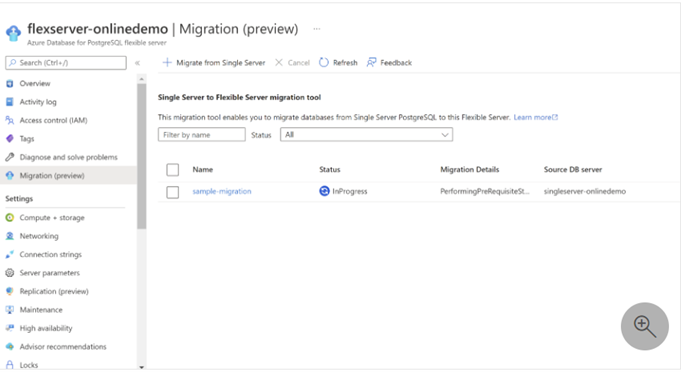 flexserver-onlinedemo | Migration (preview) ...
Azure Database for PostgreSQL flexible server
Search (Ctrl+/) «
Migrate from Single Server Cancel Refresh Feedback
Overview
Activity log
Access control (IAM)
Tags
Diagnose and solve problems
Migration (preview)
Settings
Compute + storage
Networking
Connection strings
Server parameters
Replication (preview)
Maintenance
High availability
Advisor recommendations
Locks
Single Server to Flexible Server migration tool
This migration tool enables you to migrate databases from Single Server PostgreSQL to this Flexible Server. Learn more
Filter by name Status All
Name Status Migration Details Source DB server
sample-migration InProgress PerformingPreRequisiteSt... singleserver-onlinedemo